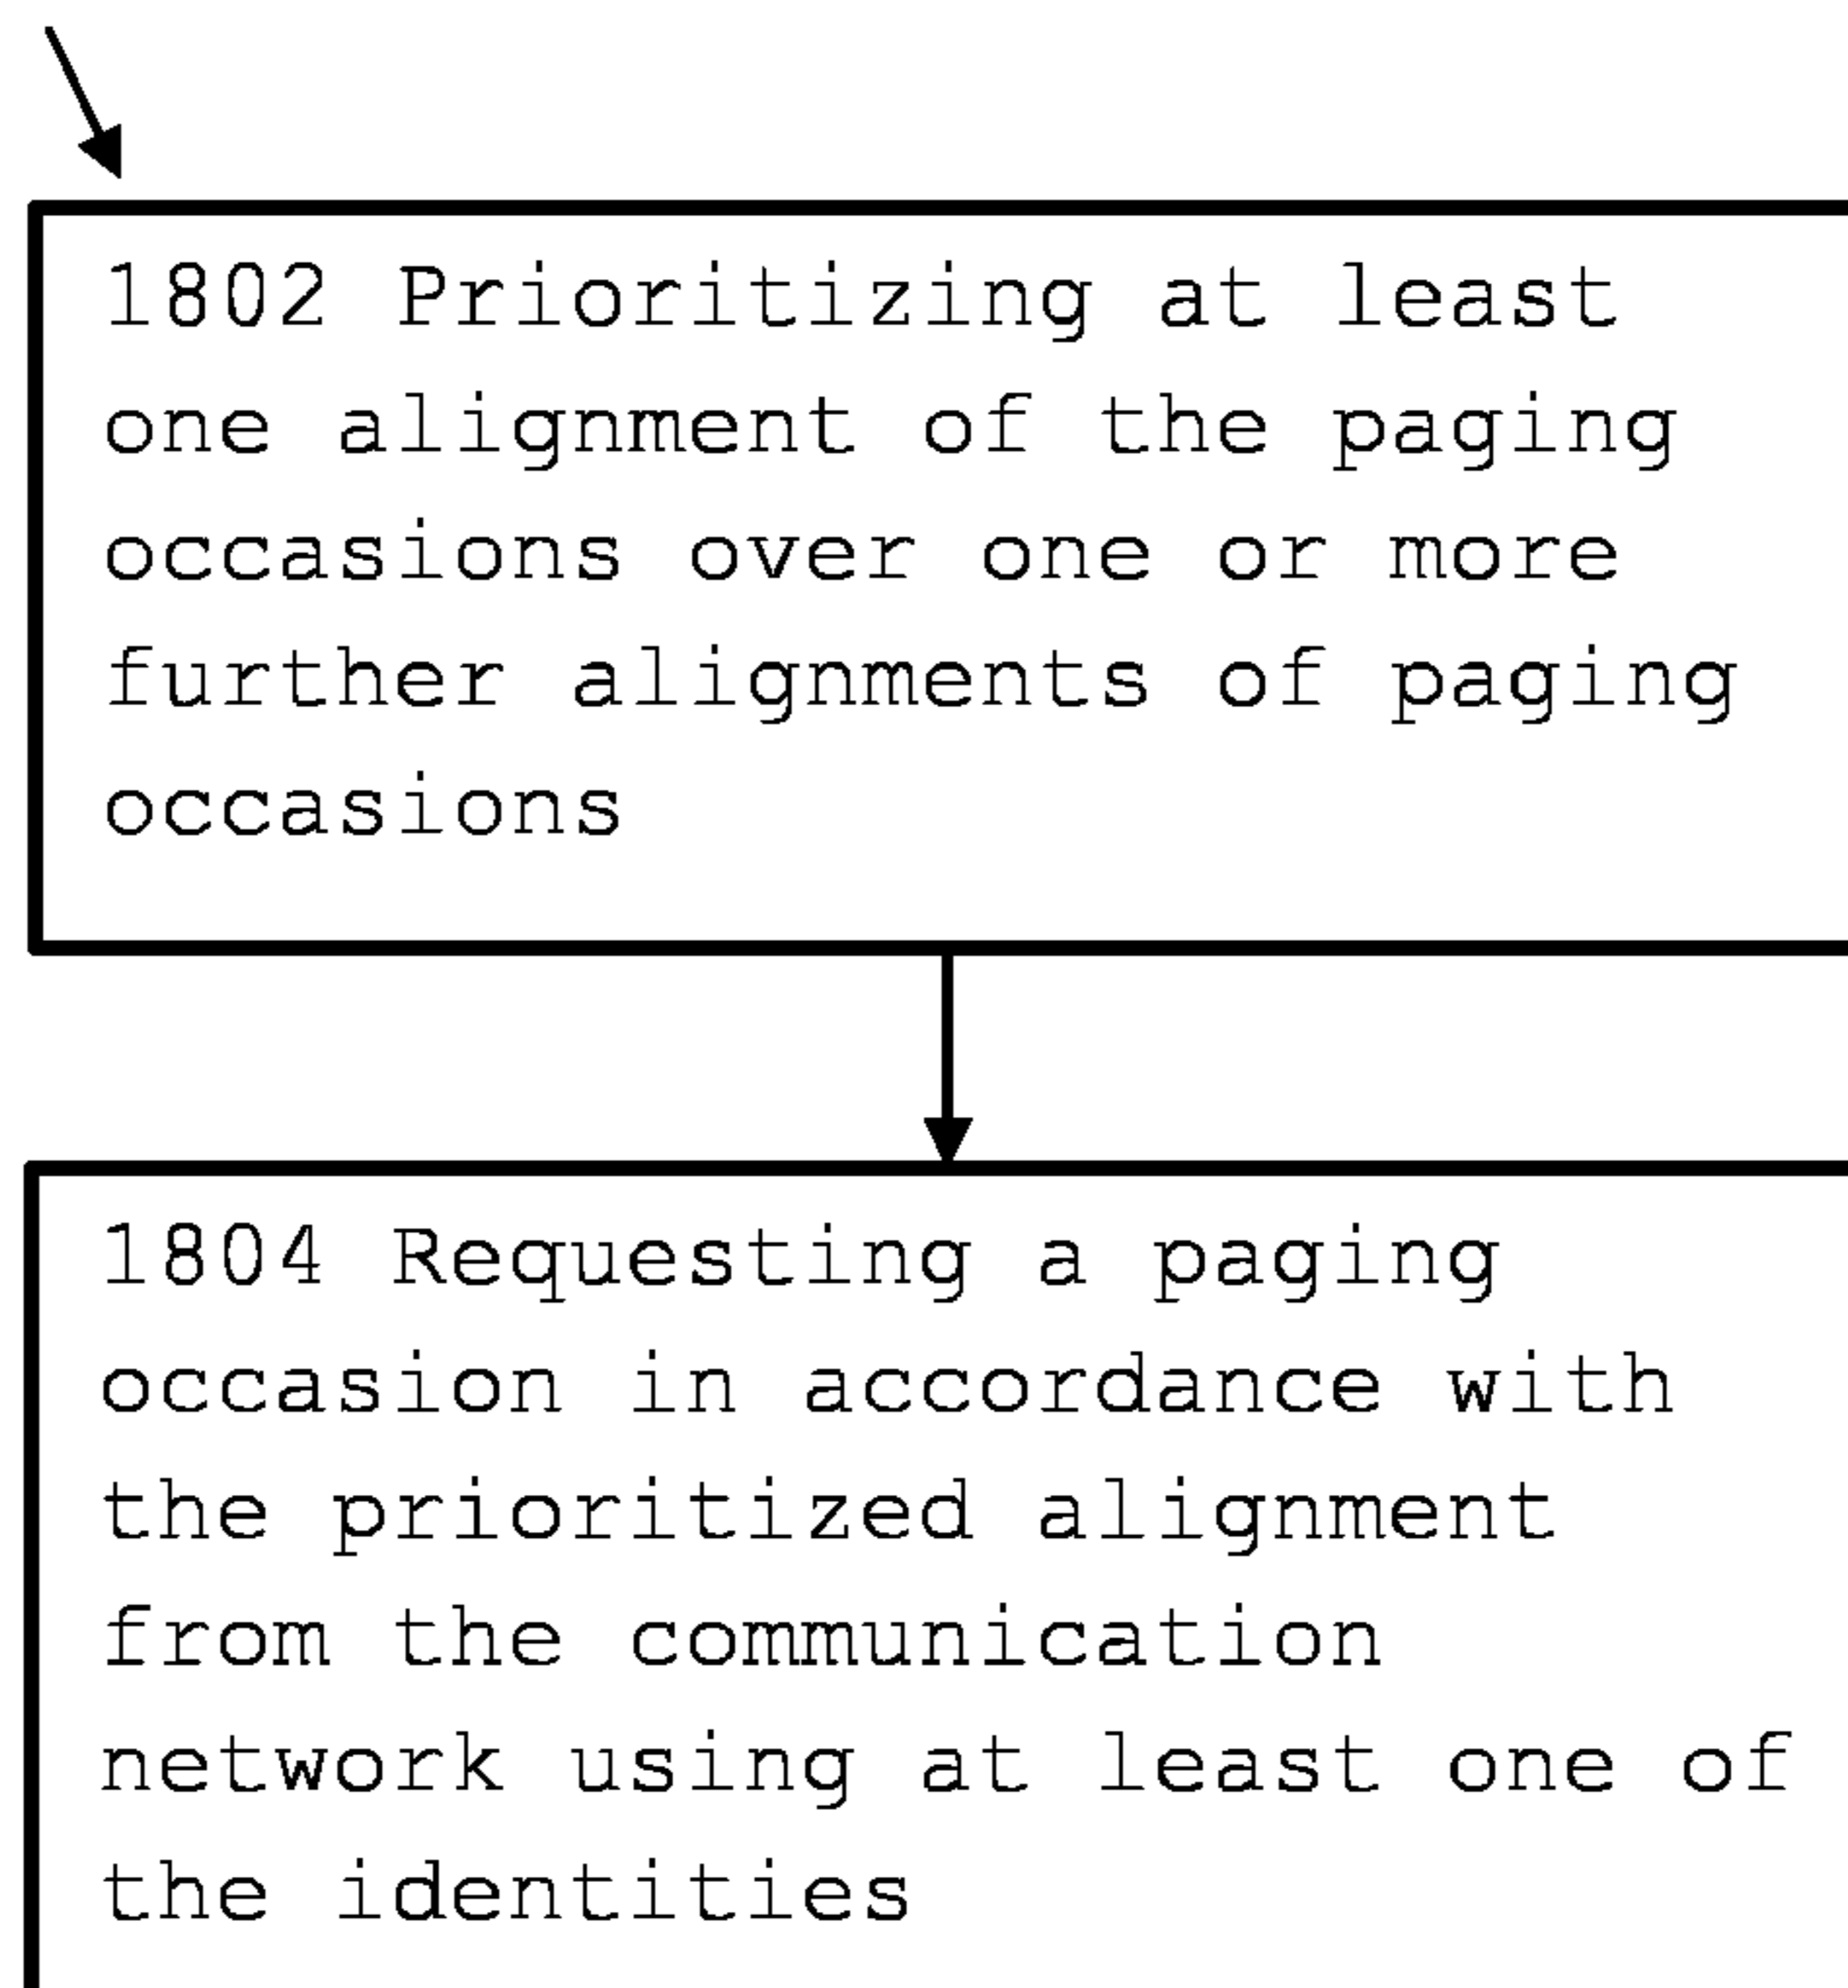 1802 Prioritizing at least
one alignment of the paging
occasions over one or more
further alignments of paging
occasions
1804 Requesting a paging
occasion in accordance with
the prioritized alignment
from the communication
network using at least one of
the identities